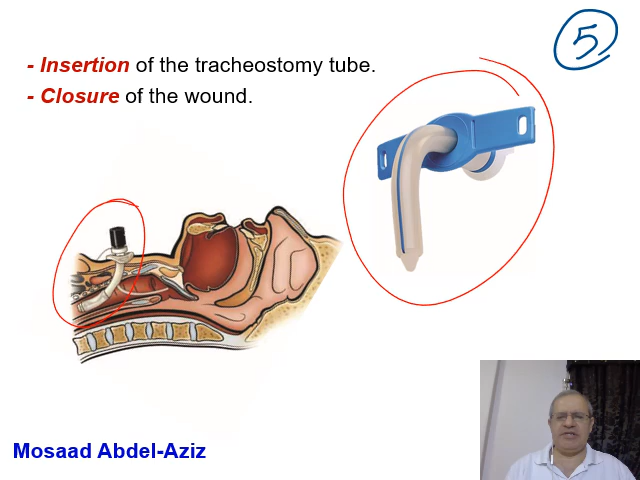 5
- Insertion of the tracheostomy tube.
- Closure of the wound.
Mosaad Abdel-Aziz